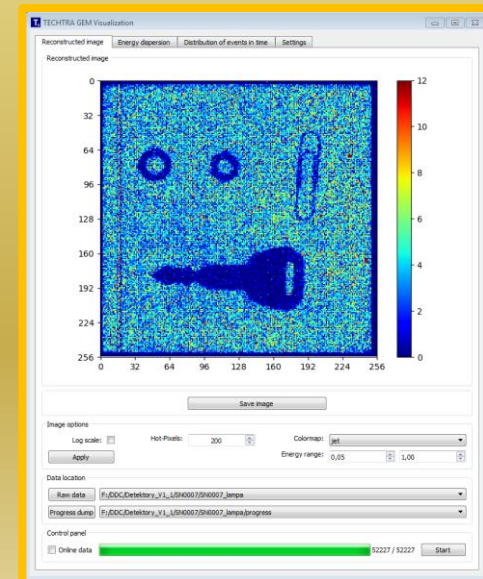 TECHTRA GEM Visualization
Reconstructed image Energy dispersion Distribution of events in time Settings
Reconstructed image
0
32
64
96
128
160
192
224
256
0 32 64 96 128 160 192 224 256
12
10
8
6
4
2
0
Save image
Image options
Log scale: Hot-Pixels: 200 Colormap: jet
Apply Energy range: 0,05 1,00
Data location
Raw data F:/DDC/Detektory_V1_1/SN0007/SN0007_lampa
Progress dump F:/DDC/Detektory_V1_1/SN0007/SN0007_lampa/progress
Control panel
Online data 52227 / 52227 Start